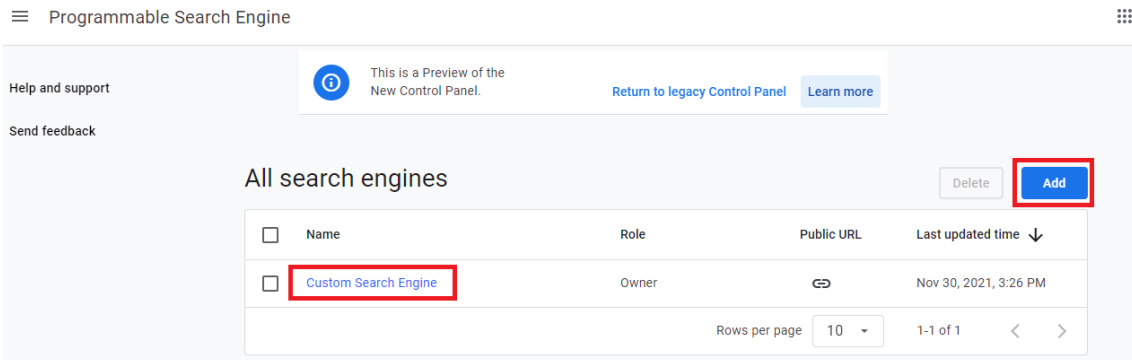 Programmable Search Engine
Help and support
Send feedback
This is a Preview of the
New Control Panel.
Return to legacy Control Panel
Learn more
All search engines
Delete
Add
Name Role Public URL Last updated time
Custom Search Engine Owner Nov 30, 2021, 3:26 PM
Rows per page 10 1-1 of 1